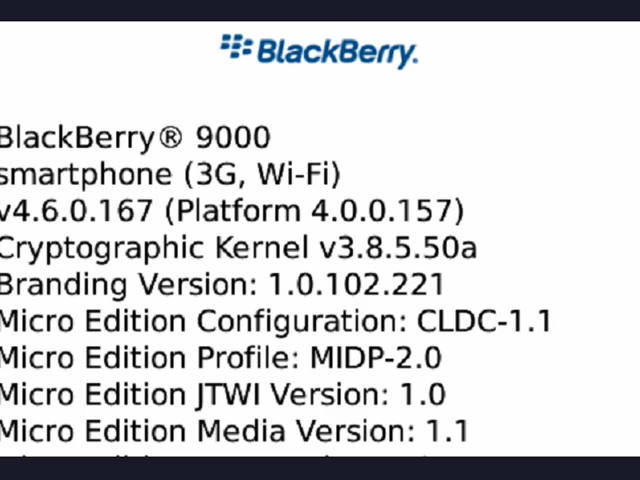 BlackBerry.
BlackBerry® 9000
smartphone (3G, Wi-Fi)
v4.6.0.167 (Platform 4.0.0.157)
Cryptographic Kernel v3.8.5.50a
Branding Version: 1.0.102.221
Micro Edition Configuration: CLDC-1.1
Micro Edition Profile: MIDP-2.0
Micro Edition JTWI Version: 1.0
Micro Edition Media Version: 1.1